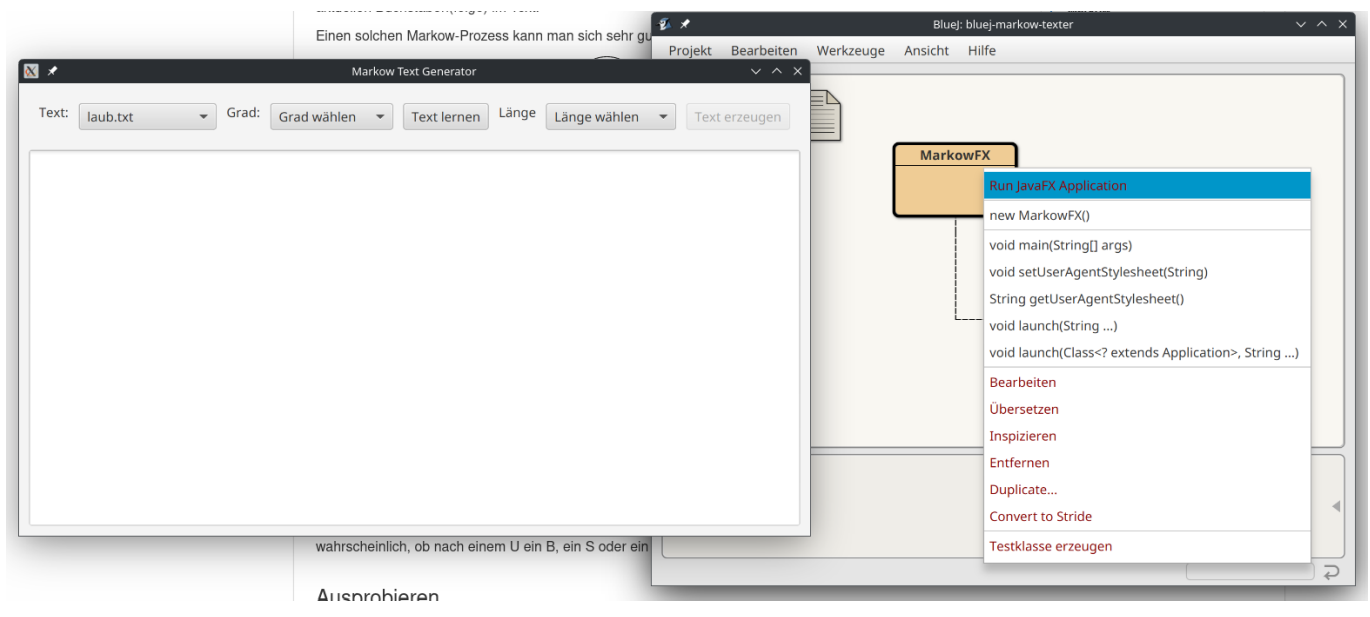 Einen solchen Markow-Prozess kann man sich sehr gu
Markow Text Generator
Text:
laub.txt
Grad:
Grad wählen
Text lernen
Länge
Länge wählen
Text erzeugen
wahrscheinlich, ob nach einem U ein B, ein S oder ein
Ausprobieren
BlueJ: bluej-markow-texter
Projekt Bearbeiten Werkzeuge Ansicht Hilfe
MarkowFX
Run JavaFX Application
new MarkowFX()
void main(String[] args)
void setUserAgentStylesheet(String)
String getUserAgentStylesheet()
void launch(String ...)
void launch(Class<? extends Application>, String ...)
Bearbeiten
Übersetzen
Inspizieren
Entfernen
Duplicate...
Convert to Stride
Testklasse erzeugen